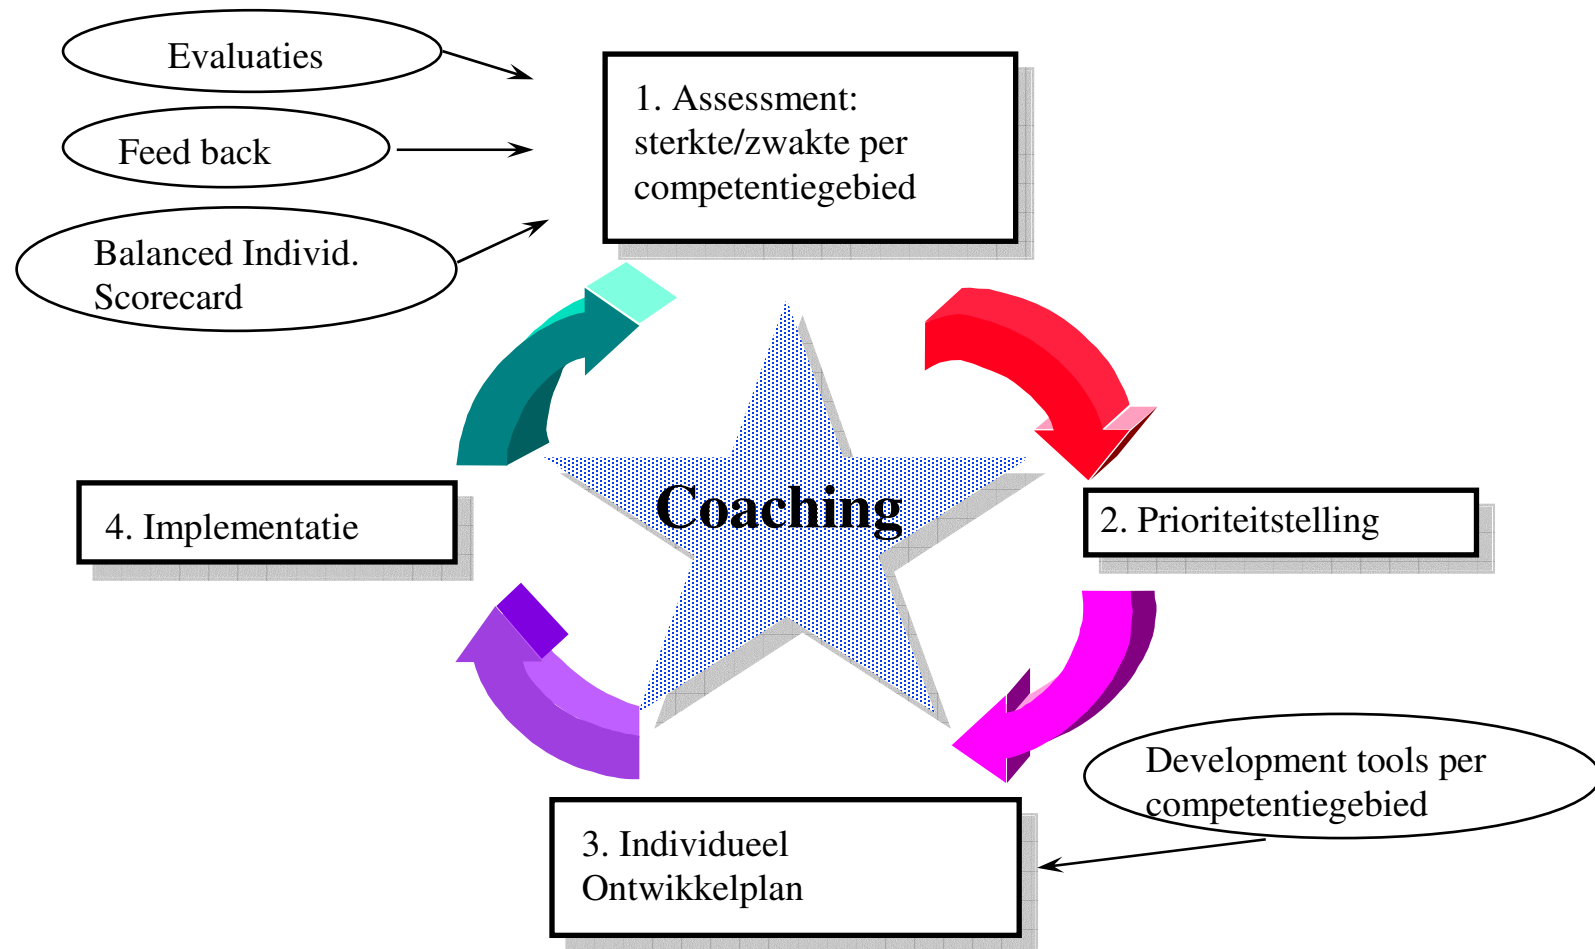 Evaluaties
Feed back
Balanced Individ.
Scorecard
1. Assessment:
sterkte/zwakte per
competentiegebied
Coaching
4. Implementatie
2. Prioriteitstelling
Development tools per
competentiegebied
3. Individueel
Ontwikkelplan